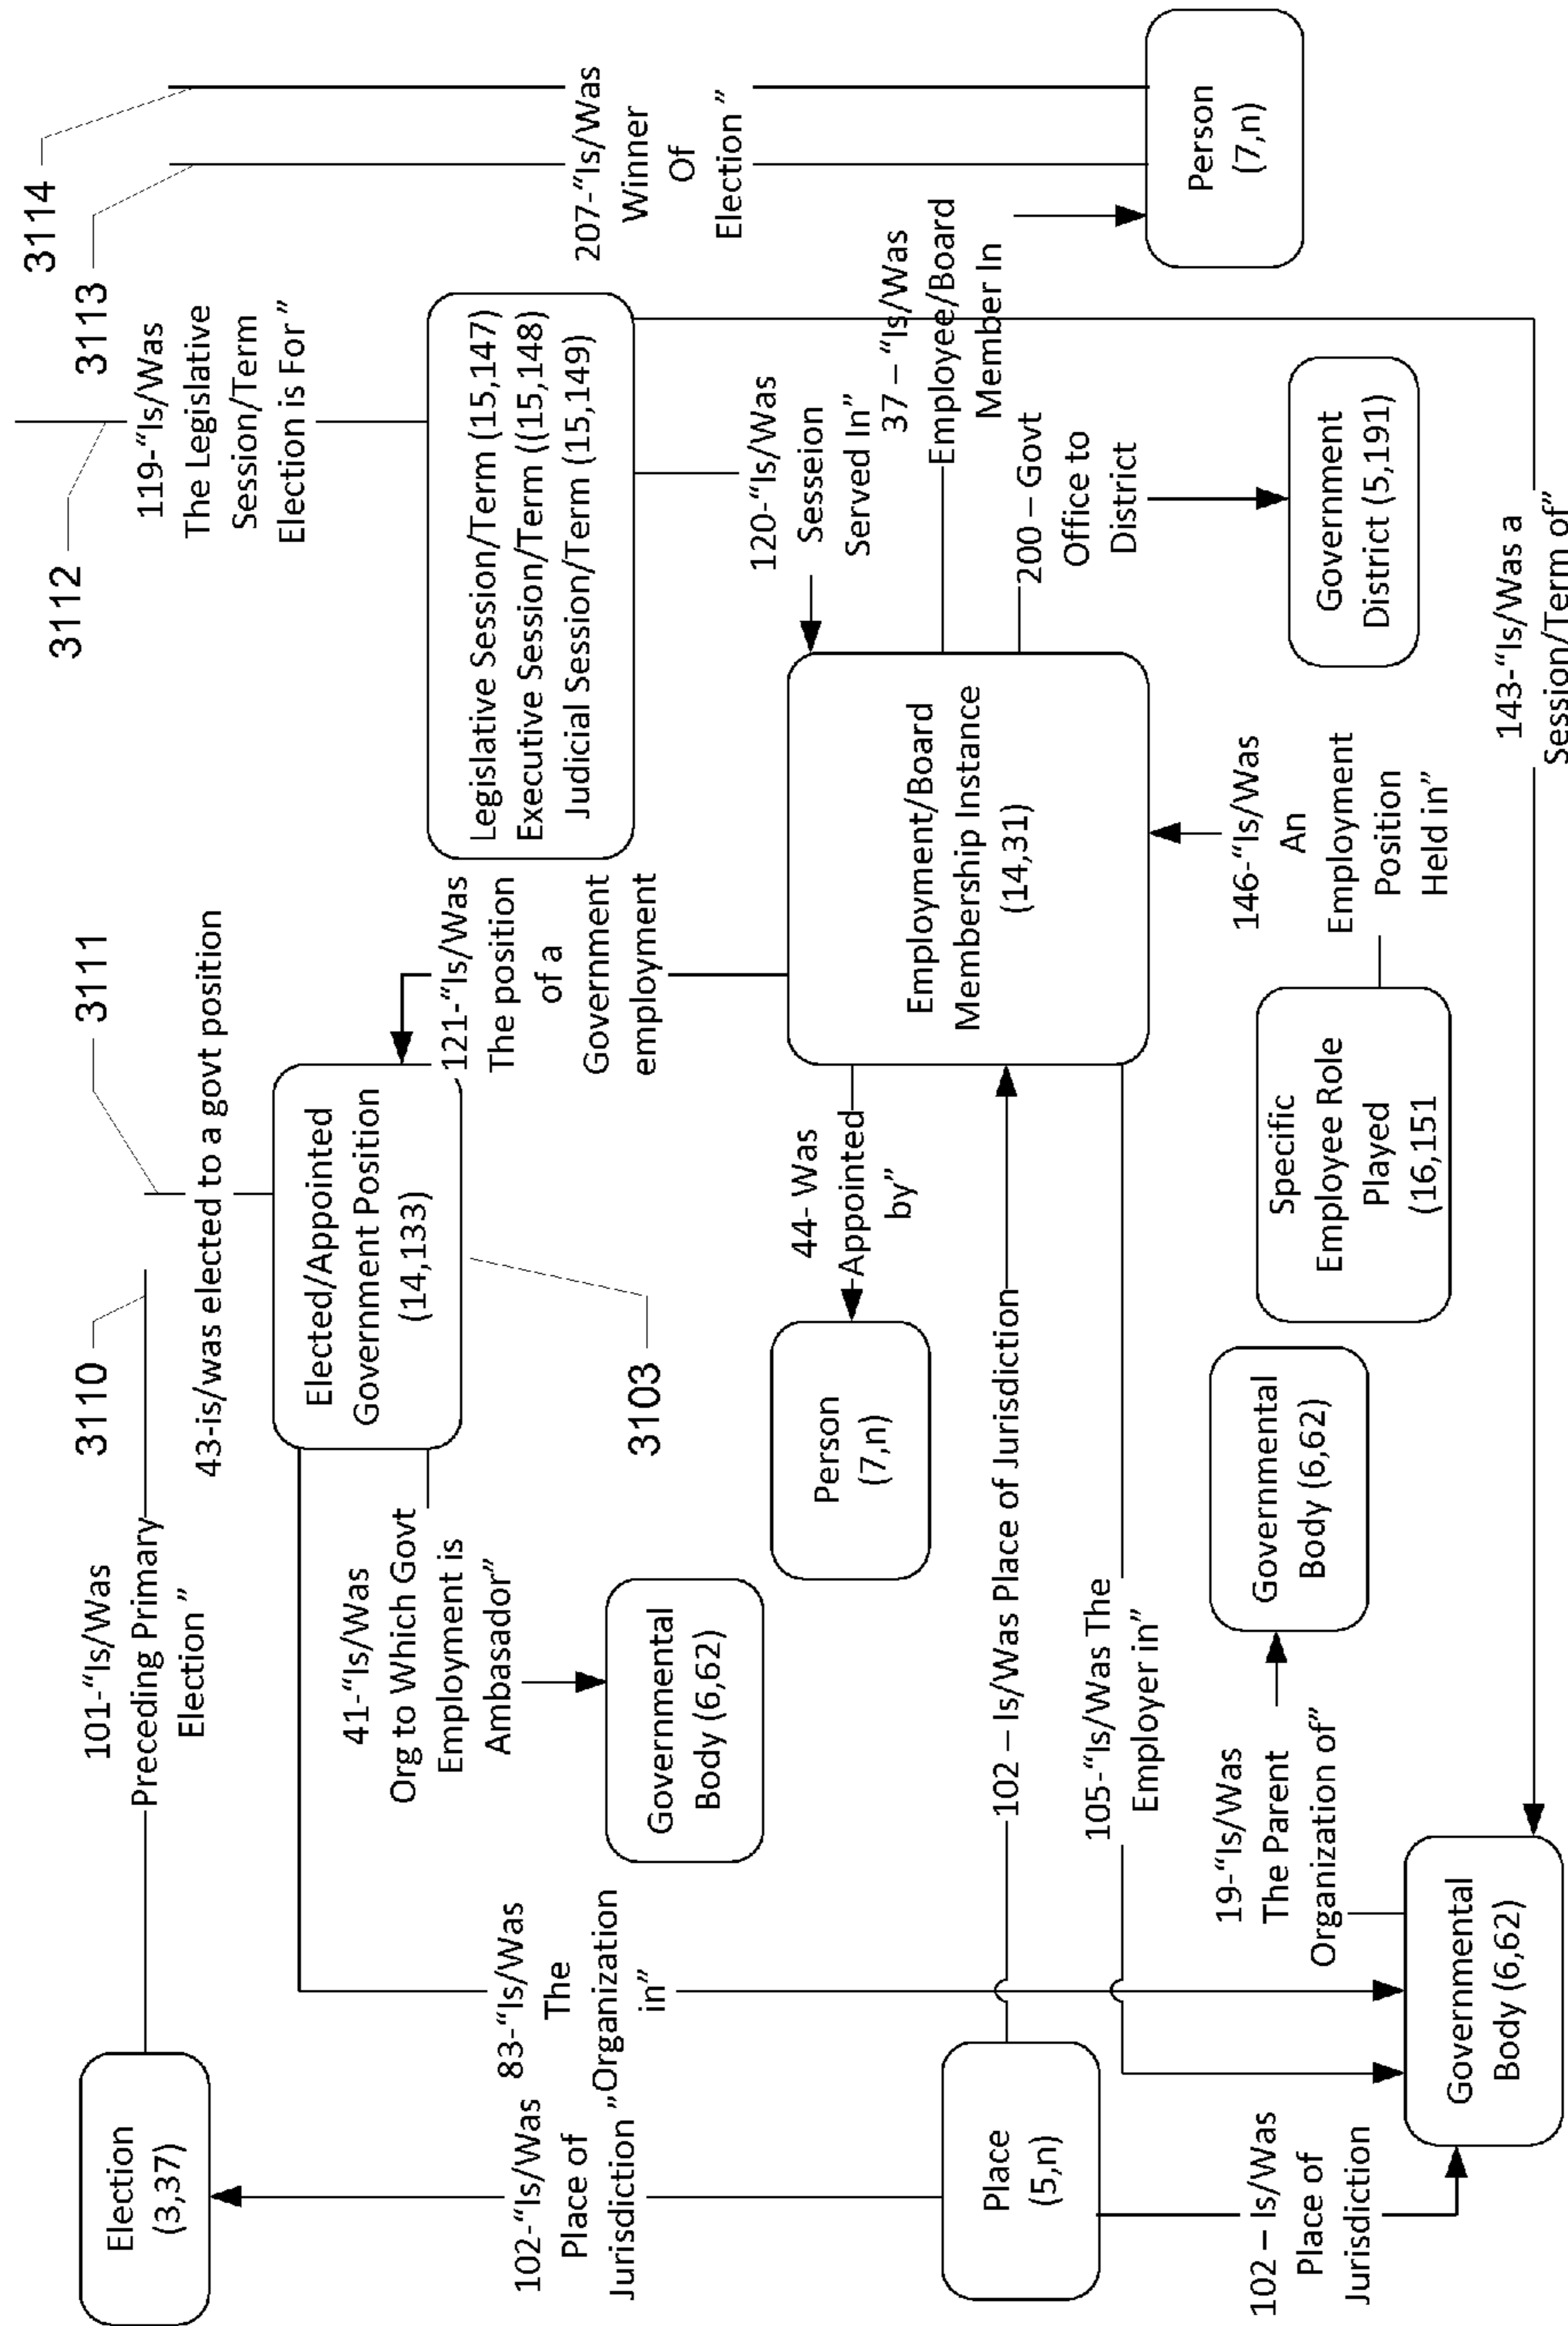 3110
3111
3112
3113
3114
Election
(3,37)
101-“Is/Was
Preceding Primary
Election”
43-is/was elected to a govt position
119-“Is/Was
The Legislative
Session/Term
Election is For”
102-“Is/Was
Place of
Jurisdiction”
83-“Is/Was
The
„Organization
in”
41-“Is/Was
Org to Which Govt
Employment is
Ambasador”
Governmental
Body (6,62)
Elected/Appointed
Government Position
(14,133)
3103
121-“Is/Was
The position
of a
Government
employment
Legislative Session/Term (15,147)
Executive Session/Term ((15,148)
Judicial Session/Term (15,149)
207-“Is/Was
Winner
Of
Election”
Person
(7,n)
44- Was
Appointed
by”
120-“Is/Was
Sesseion
Served In”
37 – “Is/Was
Employee/Board
Member In
200 – Govt
Office to
District
Person
(7,n)
Place
(5,n)
102 – Is/Was Place of Jurisdiction
Employment/Board
Membership Instance
(14,31)
105-“Is/Was The
Employer in”
102 – Is/Was
Place of
Jurisdiction
19-“Is/Was
The Parent
Organization of”
Governmental
Body (6,62)
Specific
Employee Role
Played
(16,151
146-“Is/Was
An
Employment
Position
Held in”
Government
District (5,191)
Governmental
Body (6,62)
143-“Is/Was a
Session/Term of”